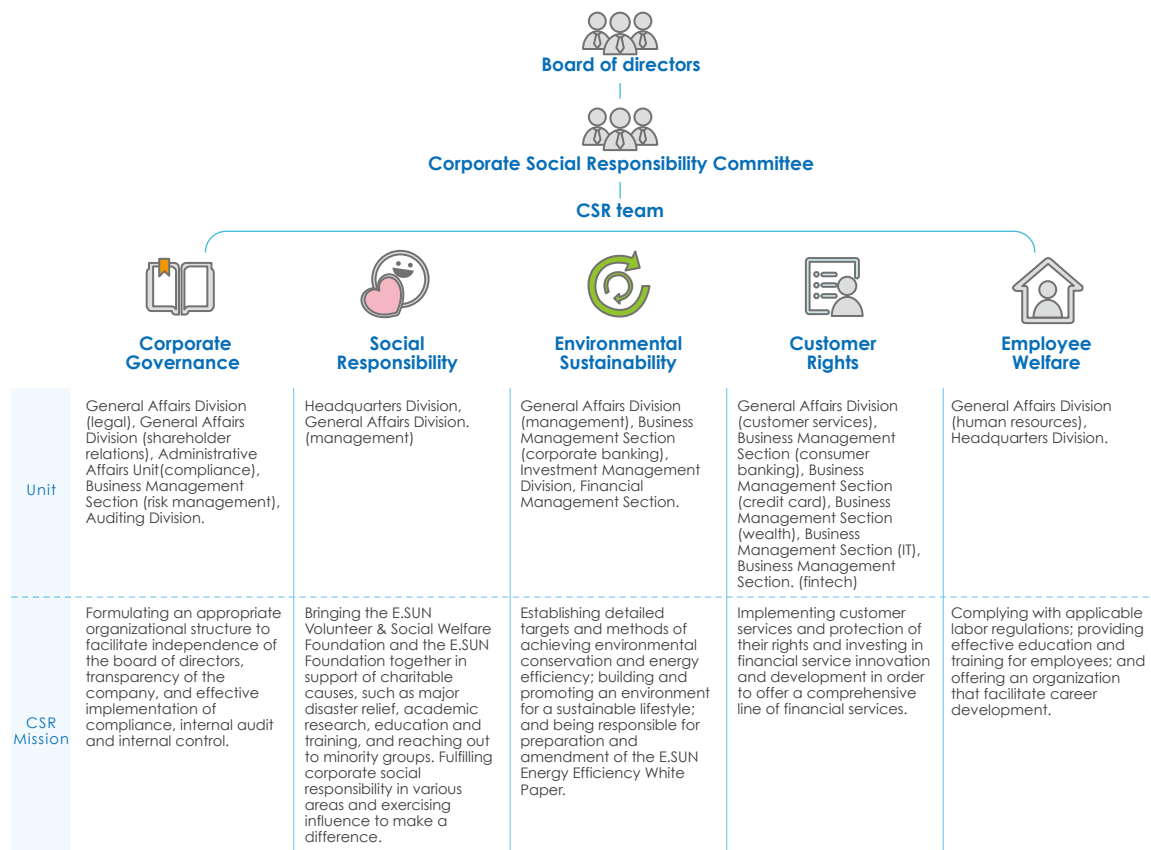 Board of directors
Corporate Social Responsibility Committee
CSR team
Corporate
Governance
Social
Responsibility
Environmental
Sustainability
Customer
Rights
Employee
Welfare
Unit
General Affairs Division
(legal), General Affairs
Division (shareholder
relations), Administrative
Affairs Unit(compliance),
Business Management
Section (risk management),
Auditing Division.
Headquarters Division,
General Affairs Division.
(management)
General Affairs Division
(management), Business
Management Section
(corporate banking),
Investment Management
Division, Financial
Management Section.
General Affairs Division
(customer services),
Business Management
Section (consumer
banking), Business
Management Section
(credit card), Business
Management Section
(wealth), Business
Management Section (IT),
Business Management
Section. (fintech)
General Affairs Division
(human resources),
Headquarters Division.
CSR
Mission
Formulating an appropriate
organizational structure to
facilitate independence of
the board of directors,
transparency of the
company, and effective
implementation of
compliance, internal audit
and internal control.
Bringing the E.SUN
Volunteer & Social Welfare
Foundation and the E.SUN
Foundation together in
support of charitable
causes, such as major
disaster relief, academic
research, education and
training, and reaching out
to minority groups. Fulfilling
corporate social
responsibility in various
areas and exercising
influence to make a
difference.
Establishing detailed
targets and methods of
achieving environmental
conservation and energy
efficiency; building and
promoting an environment
for a sustainable lifestyle;
and being responsible for
preparation and
amendment of the E.SUN
Energy Efficiency White
Paper.
Implementing customer
services and protection of
their rights and investing in
financial service innovation
and development in order
to offer a comprehensive
line of financial services.
Complying with applicable
labor regulations; providing
effective education and
training for employees; and
offering an organization
that facilitate career
development.